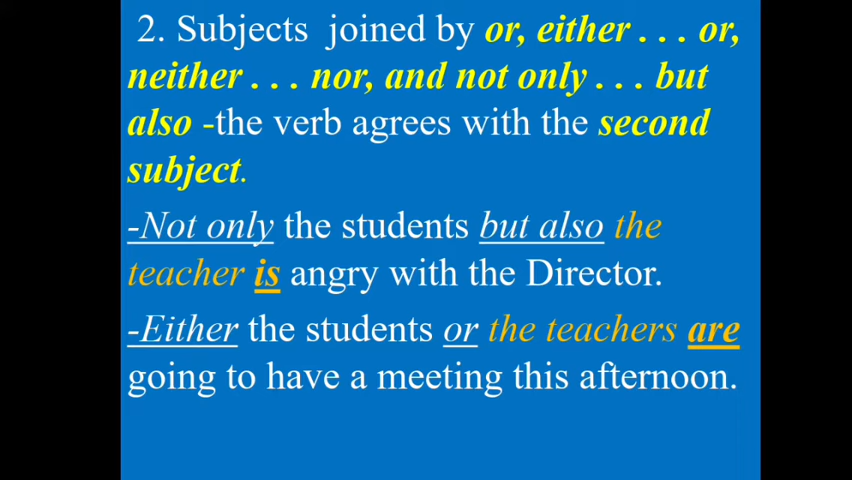 2. Subjects joined by or, either . . . or,
neither . . . nor, and not only . . . but
also -the verb agrees with the second
subject.
-Not only the students but also the
teacher is angry with the Director.
-Either the students or the teachers are
going to have a meeting this afternoon.